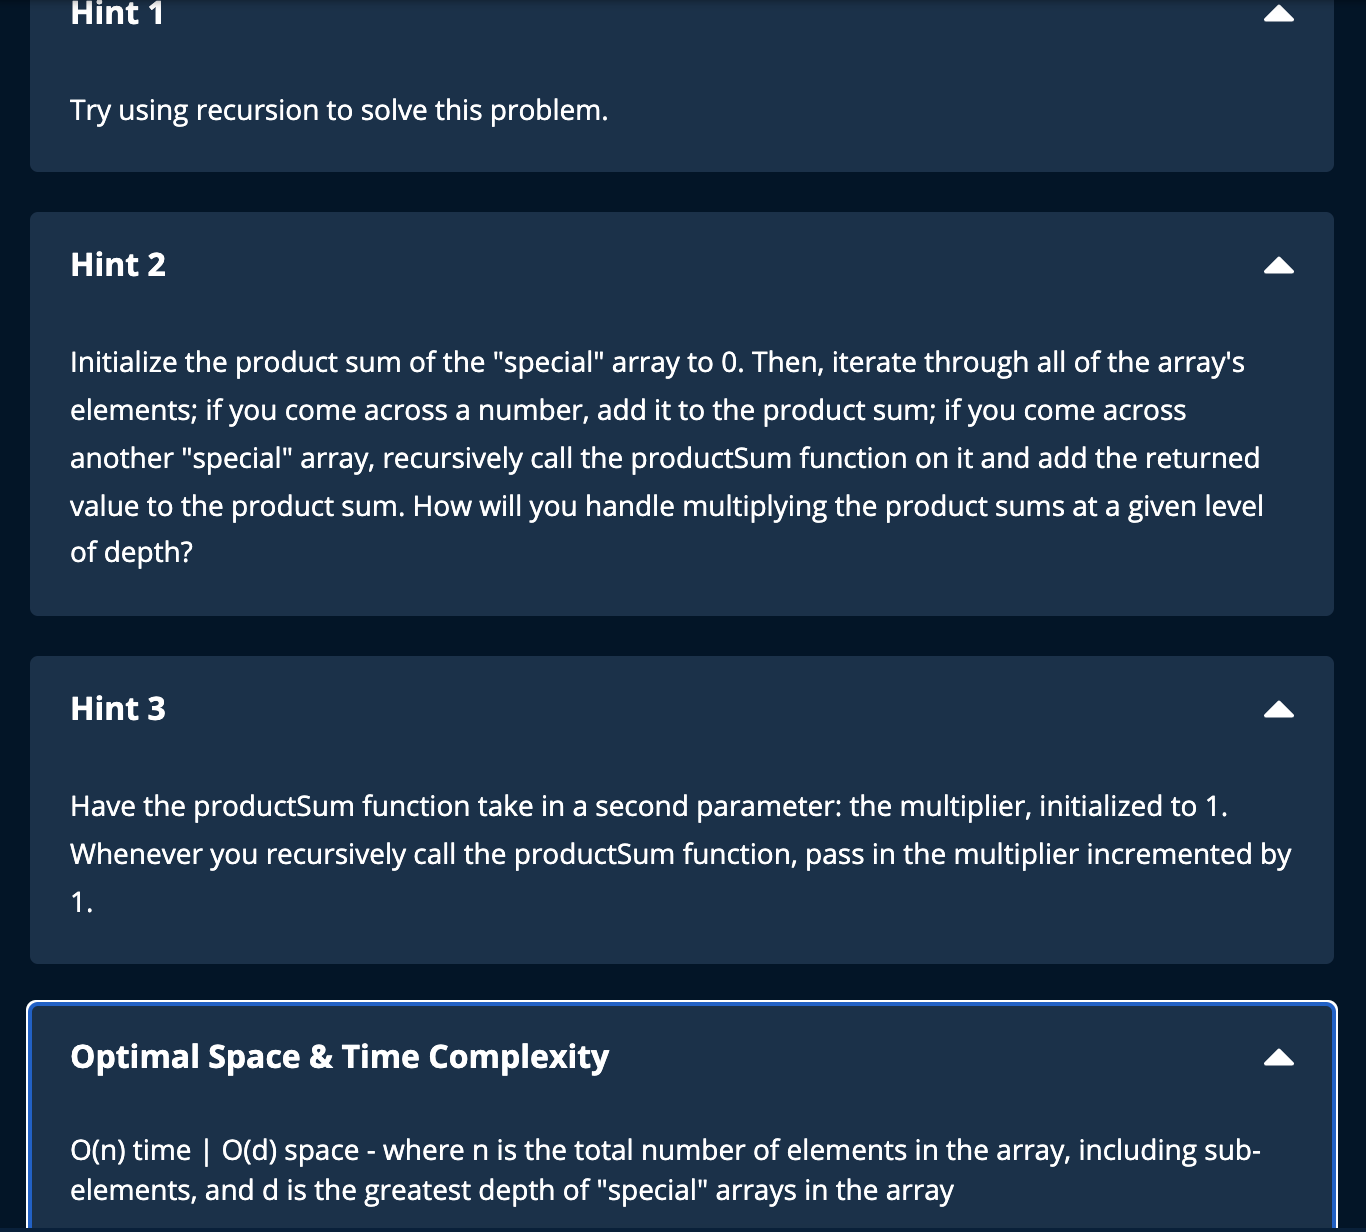 Hint 1
Try using recursion to solve this problem.
Hint 2
Initialize the product sum of the "special" array to 0. Then, iterate through all of the array's
elements; if you come across a number, add it to the product sum; if you come across
another "special" array, recursively call the productSum function on it and add the returned
value to the product sum. How will you handle multiplying the product sums at a given level
of depth?
Hint 3
Have the productSum function take in a second parameter: the multiplier, initialized to 1.
Whenever you recursively call the productSum function, pass in the multiplier incremented by
1.
Optimal Space & Time Complexity
O(n) time | O(d) space - where n is the total number of elements in the array, including sub-
elements, and d is the greatest depth of "special" arrays in the array